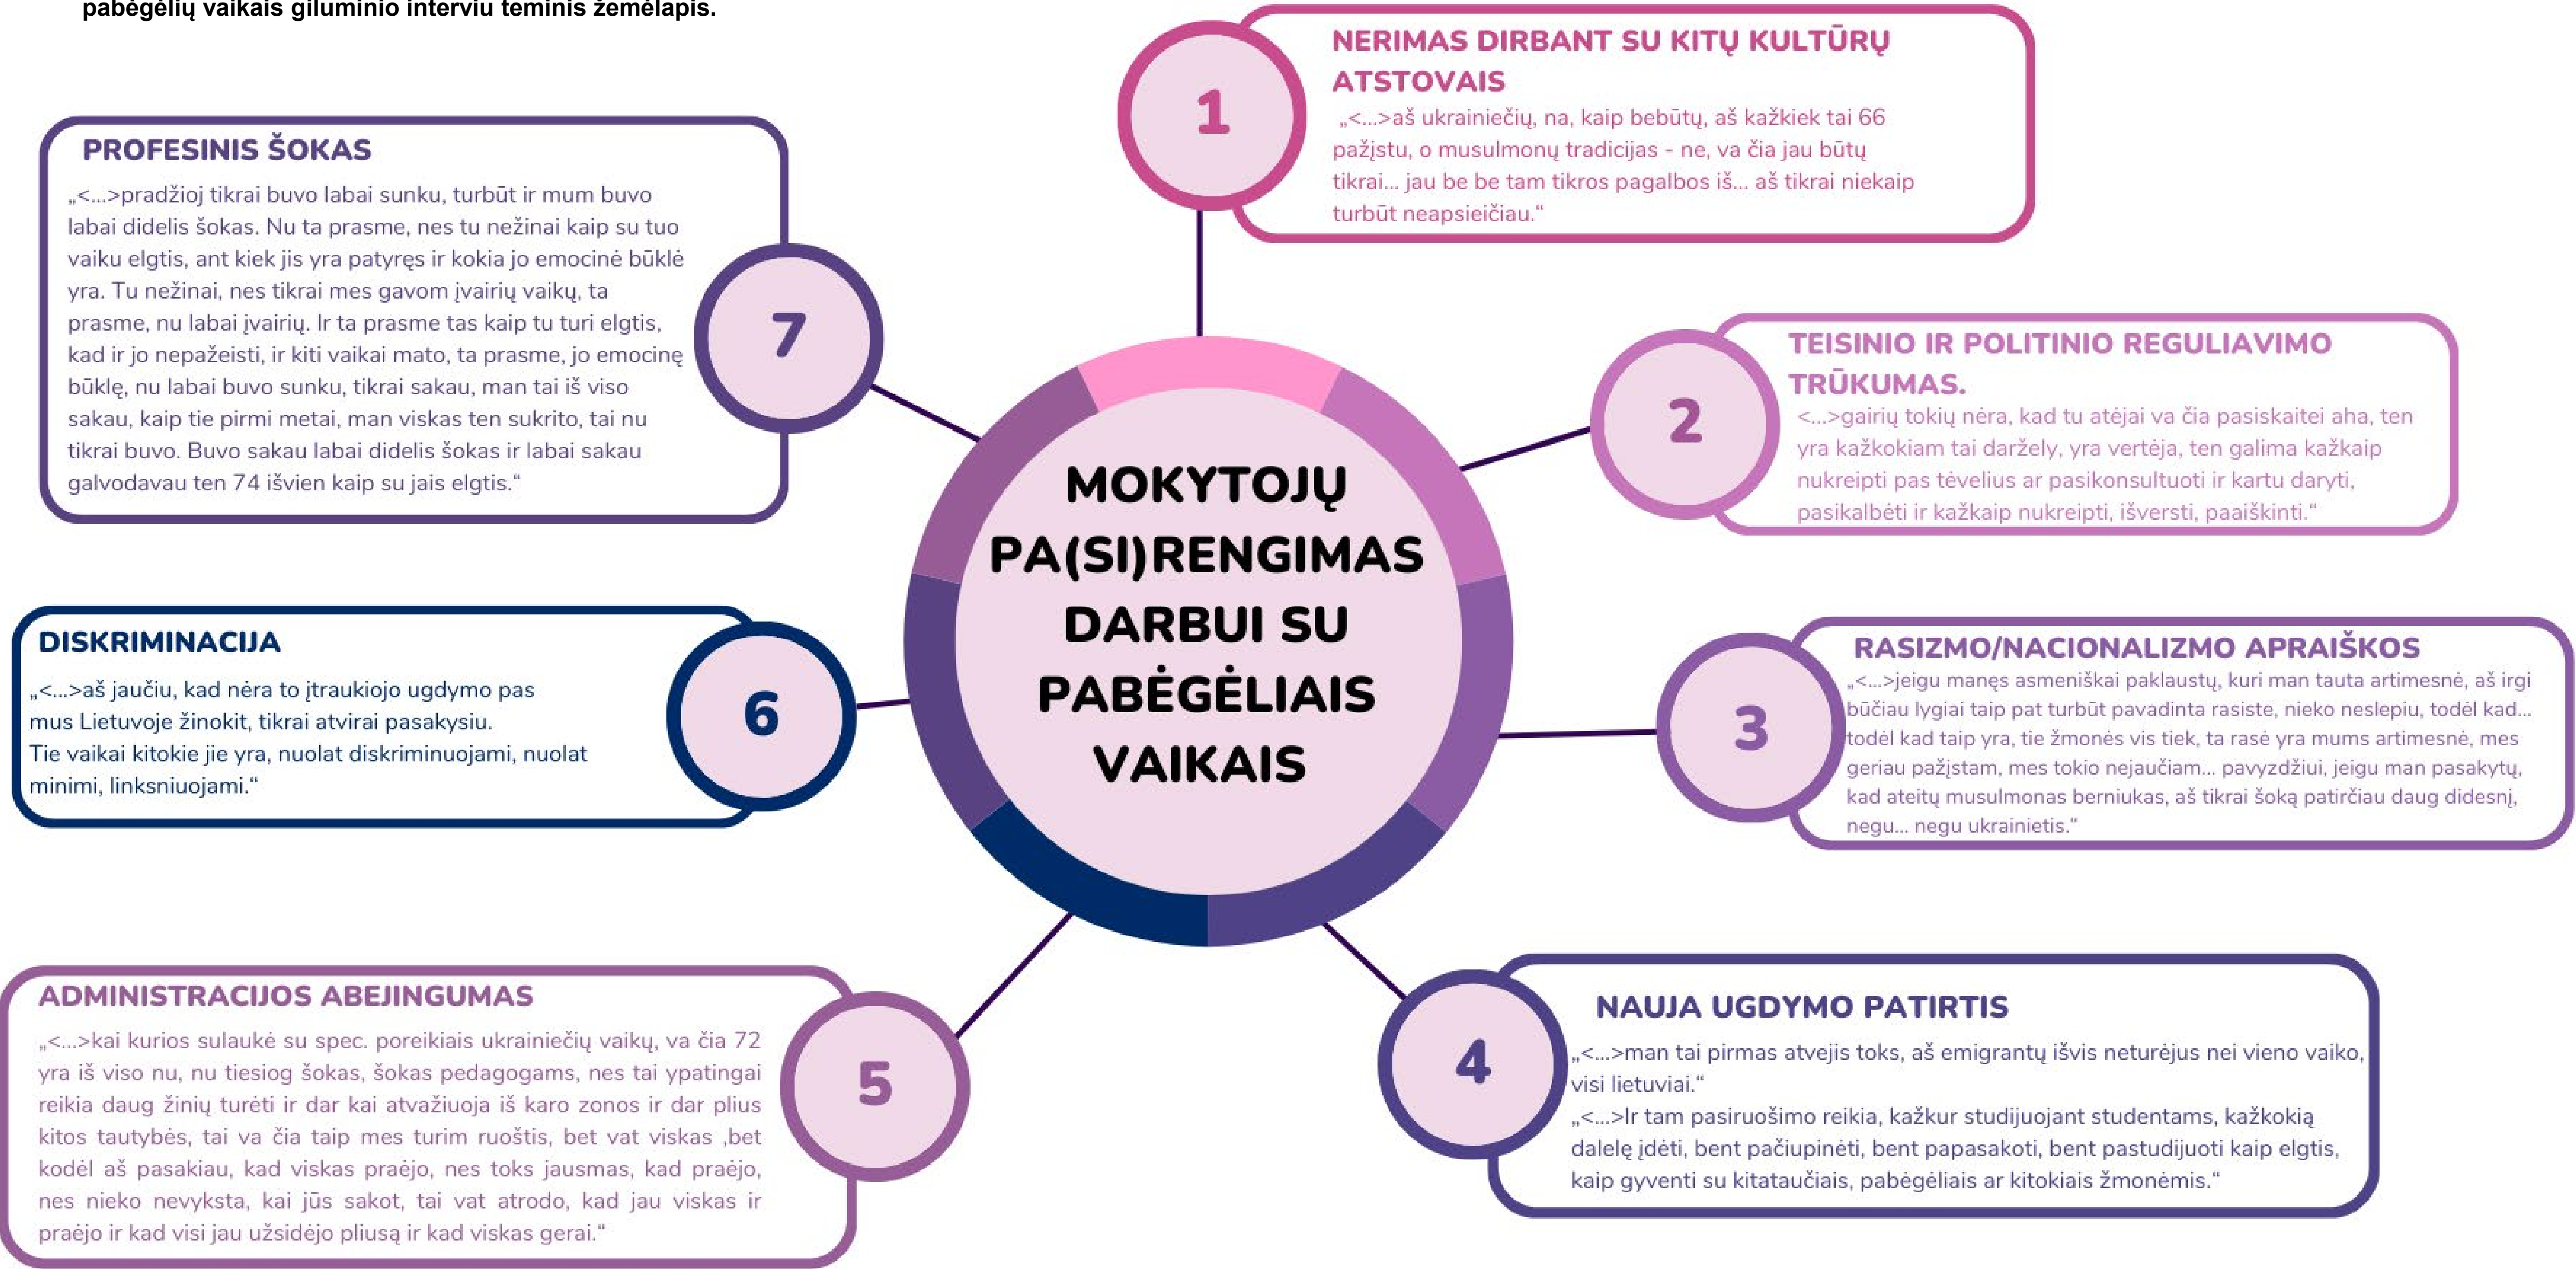 pabėgėlių vaikais giluminio interviu teminis žemėlapis.
1
NERIMAS DIRBANT SU KITŲ KULTŪRŲ
ATSTOVAIS
„<...>aš ukrainiečių, na, kaip bebūtų, aš kažkiek tai 66
pažįstu, o musulmonų tradicijas - ne, va čia jau būtų
tikrai... jau be be tam tikros pagalbos iš... aš tikrai niekaip
turbūt neapsieičiau.“
2
TEISINIO IR POLITINIO REGULIAVIMO
TRŪKUMAS.
<...>gairių tokių nėra, kad tu atėjai va čia pasiskaitei aha, ten
yra kažkokiam tai daržely, yra vertėja, ten galima kažkaip
nukreipti pas tėvelius ar pasikonsultuoti ir kartu daryti,
pasikalbėti ir kažkaip nukreipti, išversti, paaiškinti.“
3
RASIZMO/NACIONALIZMO APRAIŠKOS
„<...>jeigu manęs asmeniškai paklaustų, kuri man tauta artimesnė, aš irgi
būčiau lygiai taip pat turbūt pavadinta rasiste, nieko neslepiu, todėl kad...
todėl kad taip yra, tie žmonės vis tiek, ta rasė yra mums artimesnė, mes
geriau pažįstam, mes tokio nejaučiam... pavyzdžiui, jeigu man pasakytų,
kad ateitų musulmonas berniukas, aš tikrai šoką patirčiau daug didesnį,
negu... negu ukrainietis.“
4
NAUJA UGDYMO PATIRTIS
„<...>man tai pirmas atvejis toks, aš emigrantų išvis neturėjus nei vieno vaiko,
visi lietuviai.“
„<...>Ir tam pasiruošimo reikia, kažkur studijuojant studentams, kažkokią
dalelę įdėti, bent pačiupinėti, bent papasakoti, bent pastudijuoti kaip elgtis,
kaip gyventi su kitataučiais, pabėgėliais ar kitokiais žmonėmis.“
5
ADMINISTRACIJOS ABEJINGUMAS
„<...>kai kurios sulaukė su spec. poreikiais ukrainiečių vaikų, va čia 72
yra iš viso nu, nu tiesiog šokas, šokas pedagogams, nes tai ypatingai
reikia daug žinių turėti ir dar kai atvažiuoja iš karo zonos ir dar plius
kitos tautybės, tai va čia taip mes turim ruoštis, bet vat viskas ,bet
kodėl aš pasakiau, kad viskas praėjo, nes toks jausmas, kad praėjo,
nes nieko nevyksta, kai jūs sakot, tai vat atrodo, kad jau viskas ir
praėjo ir kad visi jau užsidėjo pliusą ir kad viskas gerai.“
6
DISKRIMINACIJA
„<...>aš jaučiu, kad nėra to įtraukiojo ugdymo pas
mus Lietuvoje žinokit, tikrai atvirai pasakysiu.
Tie vaikai kitokie jie yra, nuolat diskriminuojami, nuolat
minimi, linksniuojami.“
7
PROFESINIS ŠOKAS
„<...>pradžioj tikrai buvo labai sunku, turbūt ir mum buvo
labai didelis šokas. Nu ta prasme, nes tu nežinai kaip su tuo
vaiku elgtis, ant kiek jis yra patyręs ir kokia jo emocinė būklė
yra. Tu nežinai, nes tikrai mes gavom įvairių vaikų, ta
prasme, nu labai įvairių. Ir ta prasme tas kaip tu turi elgtis,
kad ir jo nepažeisti, ir kiti vaikai mato, ta prasme, jo emocinę
būklę, nu labai buvo sunku, tikrai sakau, man tai iš viso
sakau, kaip tie pirmi metai, man viskas ten sukrito, tai nu
tikrai buvo. Buvo sakau labai didelis šokas ir labai sakau
galvodavau ten 74 išvien kaip su jais elgtis.“
MOKYTOJŲ
PA(SI)RENGIMAS
DARBUI SU
PABĖGĖLIAIS
VAIKAIS